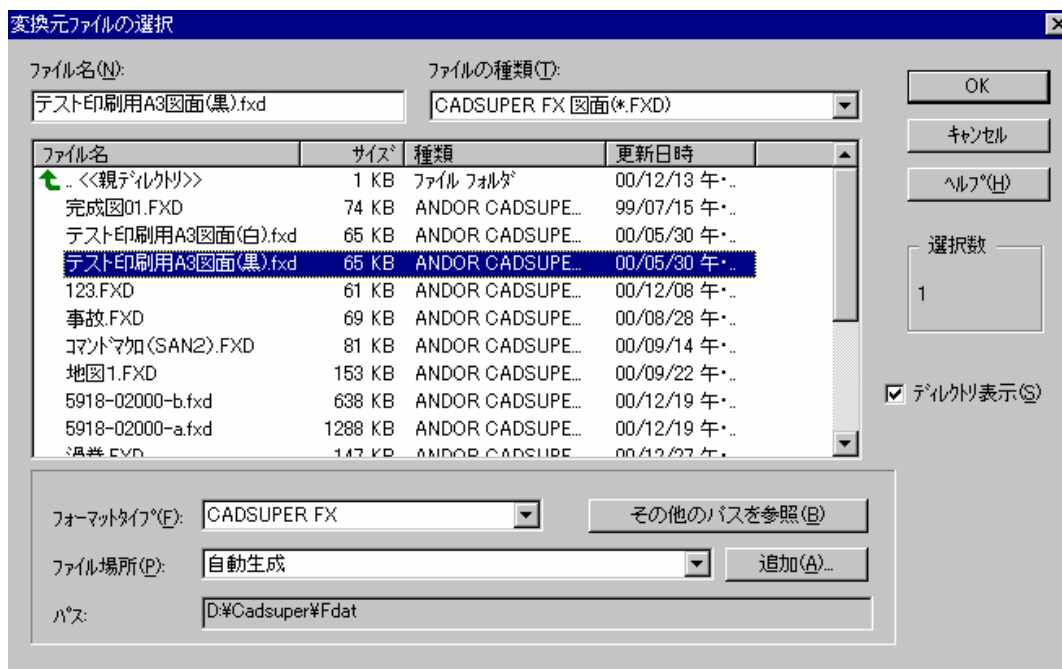 変換元ファイルの選択
ファイル名(N):
テスト印刷用A3図面(黒).fxd
ファイルの種類(T):
CADSUPER FX 図面(*.FXD)
OK
キャンセル
ヘルプ(H)
選択数
1
ディレクトリ表示(S)
ファイル名 サイズ 種類 更新日時
.. <<親ディレクトリ>> 1 KB ファイル フォルダ 00/12/13 午・..
完成図01.FXD 74 KB ANDOR CADSUPE... 99/07/15 午・..
テスト印刷用A3図面(白).fxd 65 KB ANDOR CADSUPE... 00/05/30 午・..
テスト印刷用A3図面(黒).fxd 65 KB ANDOR CADSUPE... 00/05/30 午・..
123.FXD 61 KB ANDOR CADSUPE... 00/12/08 午・..
事故.FXD 69 KB ANDOR CADSUPE... 00/08/28 午・..
コマンドマクロ(SAN2).FXD 81 KB ANDOR CADSUPE... 00/09/14 午・..
地図1.FXD 153 KB ANDOR CADSUPE... 00/09/22 午・..
5918-02000-b.fxd 638 KB ANDOR CADSUPE... 00/12/19 午・..
5918-02000-a.fxd 1288 KB ANDOR CADSUPE... 00/12/19 午・..
渦巻.FXD 147 KB ANDOR CADSUPE... 00/12/27 午・..
フォーマットタイプ(F): CADSUPER FX
その他のパスを参照(B)
ファイル場所(P): 自動生成
追加(A)...
パス: D:¥Cadsuper¥Fdat